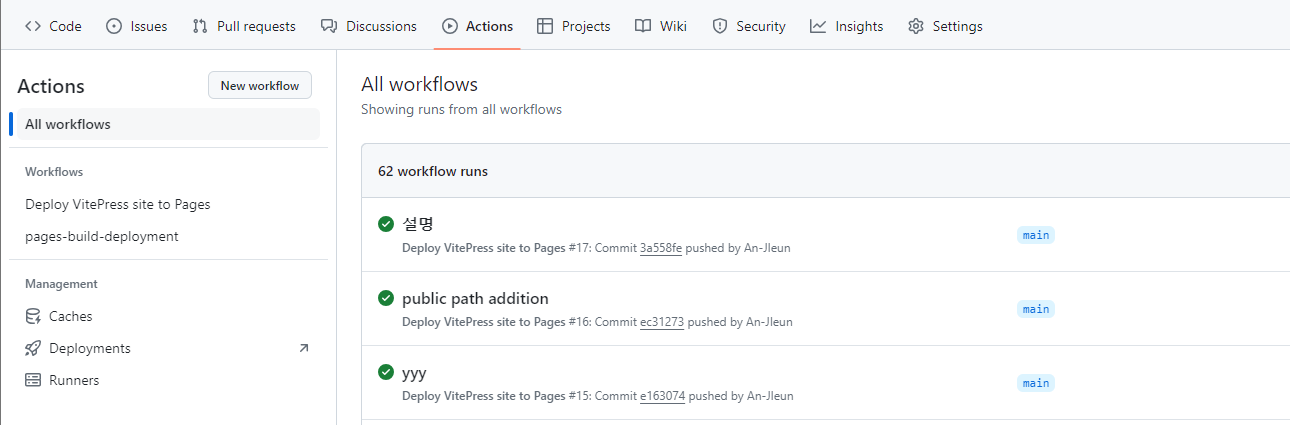 Code Issues Pull requests Discussions Actions Projects Wiki Security Insights Settings
Actions
New workflow
All workflows
Workflows
Deploy VitePress site to Pages
pages-build-deployment
Management
Caches
Deployments
Runners
All workflows
Showing runs from all workflows
62 workflow runs
설명
Deploy VitePress site to Pages #17: Commit 3a558fe pushed by An-JIeun
main
public path addition
Deploy VitePress site to Pages #16: Commit ec31273 pushed by An-JIeun
main
yyy
Deploy VitePress site to Pages #15: Commit e163074 pushed by An-JIeun
main